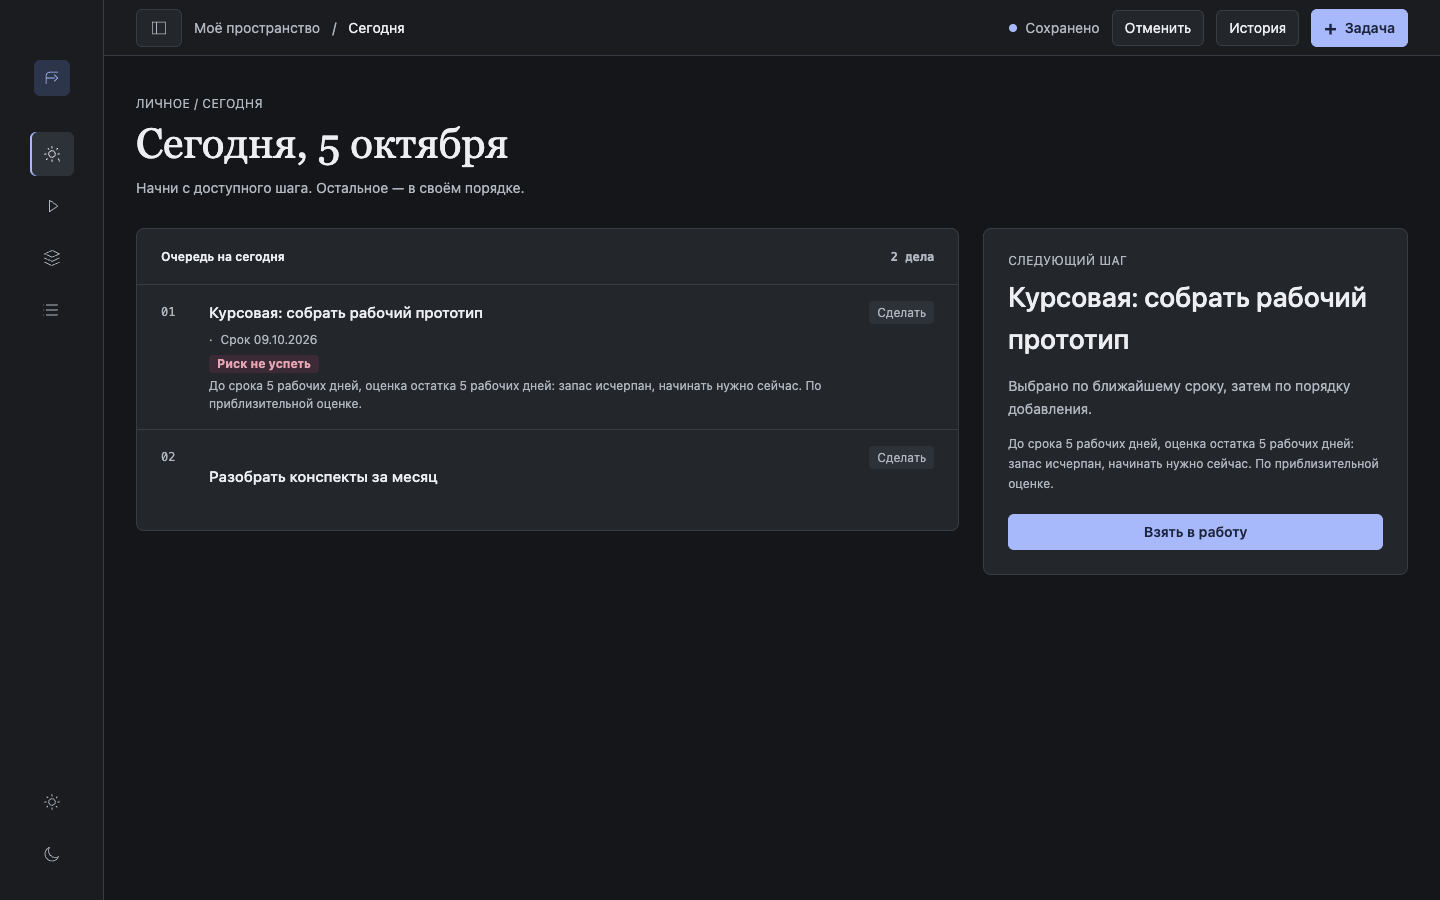 Моё пространство / Сегодня
Сохранено
Отменить
История
+ Задача
ЛИЧНОЕ / СЕГОДНЯ
Сегодня, 5 октября
Начни с доступного шага. Остальное — в своём порядке.
Очередь на сегодня
2 дела
01
Курсовая: собрать рабочий прототип
Сделать
· Срок 09.10.2026
Риск не успеть
До срока 5 рабочих дней, оценка остатка 5 рабочих дней: запас исчерпан, начинать нужно сейчас. По
приблизительной оценке.
02
Разобрать конспекты за месяц
Сделать
СЛЕДУЮЩИЙ ШАГ
Курсовая: собрать рабочий
прототип
Выбрано по ближайшему сроку, затем по порядку
добавления.
До срока 5 рабочих дней, оценка остатка 5 рабочих дней:
запас исчерпан, начинать нужно сейчас. По приблизительной
оценке.
Взять в работу